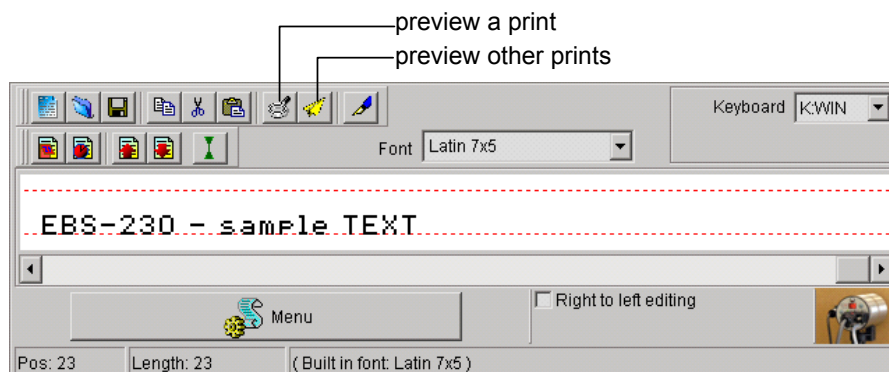 preview a print
preview other prints
Keyboard K:WIN
Font Latin 7x5
EBS-230 - sample TEXT
Menu
Right to left editing
Pos: 23 Length: 23 ( Built in font: Latin 7x5 )